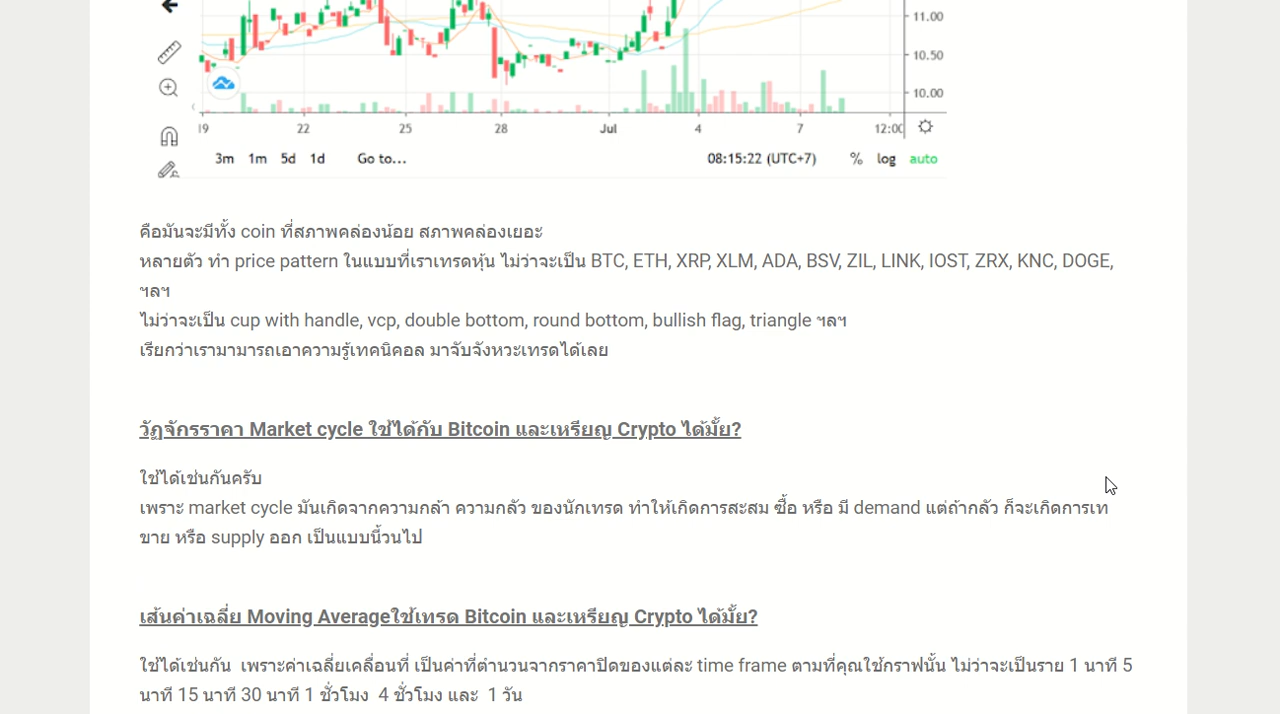 11.00
10.50
10.00
19 22 25 28 Jul 4 7 12:00
3m 1m 5d 1d Go to... 08:15:22 (UTC+7) % log auto
คือมันจะมีทั้ง coin ที่สภาพคล่องน้อย สภาพคล่องเยอะ
หลายตัว ทำ price pattern ในแบบที่เราเทรดหุ้น ไม่ว่าจะเป็น BTC, ETH, XRP, XLM, ADA, BSV, ZIL, LINK, IOST, ZRX, KNC, DOGE,
ฯลฯ
ไม่ว่าจะเป็น cup with handle, vcp, double bottom, round bottom, bullish flag, triangle ฯลฯ
เรียกว่าเรามามารถเอาความรู้เทคนิคอล มาจับจังหวะเทรดได้เลย
วัฏจักรราคา Market cycle ใช้ได้กับ Bitcoin และเหรียญ Crypto ได้มั้ย?
ใช้ได้เช่นกันครับ
เพราะ market cycle มันเกิดจากความกล้า ความกลัว ของนักเทรด ทำให้เกิดการสะสม ซื้อ หรือ มี demand แต่ถ้ากลัว ก็จะเกิดการเท
ขาย หรือ supply ออก เป็นแบบนี้วนไป
เส้นค่าเฉลี่ย Moving Averageใช้เทรด Bitcoin และเหรียญ Crypto ได้มั้ย?
ใช้ได้เช่นกัน เพราะค่าเฉลี่ยเคลื่อนที่ เป็นค่าที่คำนวนจากราคาปิดของแต่ละ time frame ตามที่คุณใช้กราฟนั้น ไม่ว่าจะเป็นราย 1 นาที 5
นาที 15 นาที 30 นาที 1 ชั่วโมง 4 ชั่วโมง และ 1 วัน